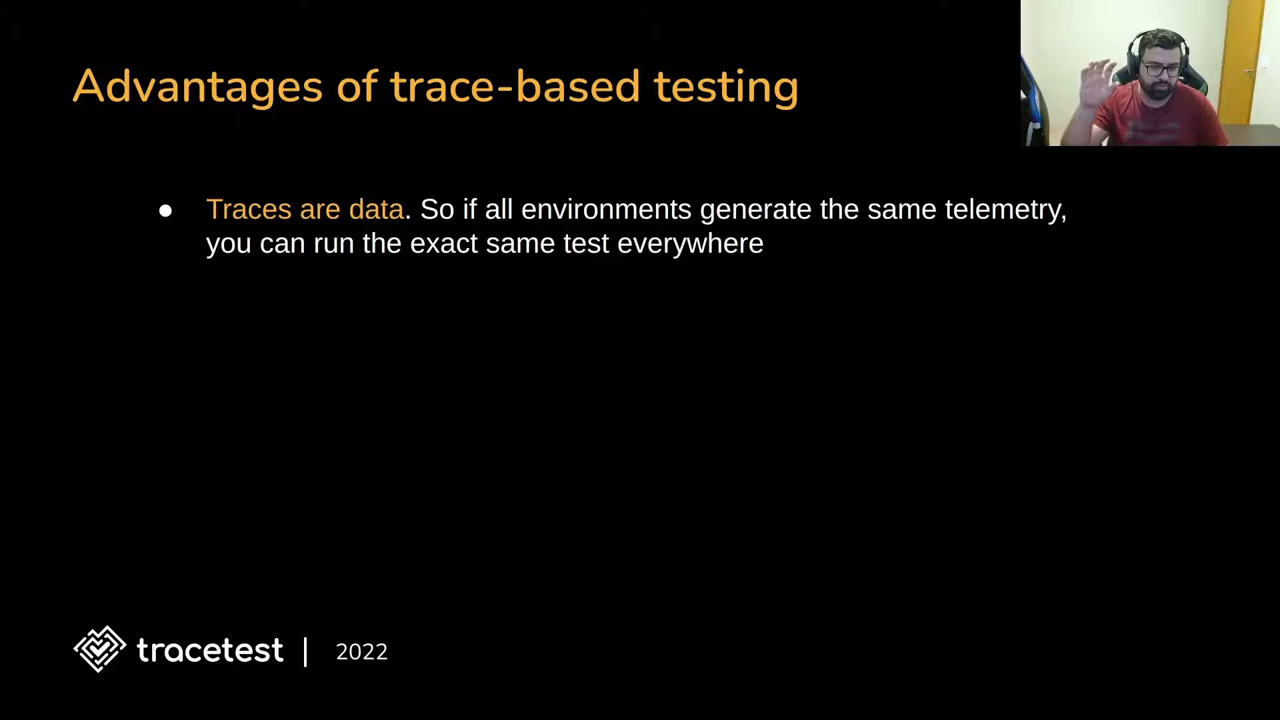 Advantages of trace-based testing
● Traces are data. So if all environments generate the same telemetry,
you can run the exact same test everywhere
tracetest | 2022